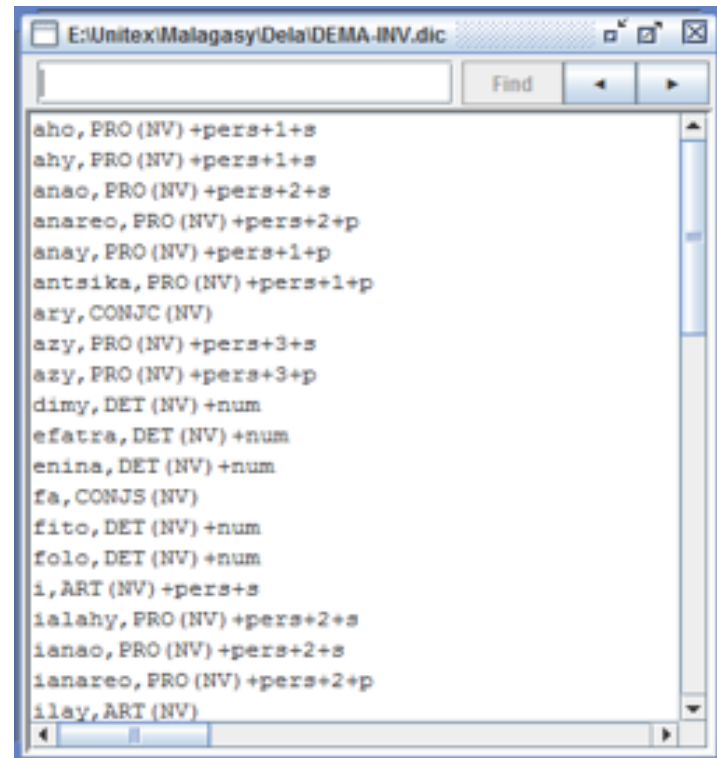 E:\Unitex\Malagasy\Dela\DEMA-INV.dic
Find
aho,PRO(NV)+pers+1+s
ahy,PRO(NV)+pers+1+s
anao,PRO(NV)+pers+2+s
anareo,PRO(NV)+pers+2+p
anay,PRO(NV)+pers+1+p
antsika,PRO(NV)+pers+1+p
ary,CONJC(NV)
azy,PRO(NV)+pers+3+s
azy,PRO(NV)+pers+3+p
dimy,DET(NV)+num
efatra,DET(NV)+num
enina,DET(NV)+num
fa,CONJS(NV)
fito,DET(NV)+num
folo,DET(NV)+num
i,ART(NV)+pers+s
ialahy,PRO(NV)+pers+2+s
ianao,PRO(NV)+pers+2+s
ianareo,PRO(NV)+pers+2+p
ilay,ART(NV)